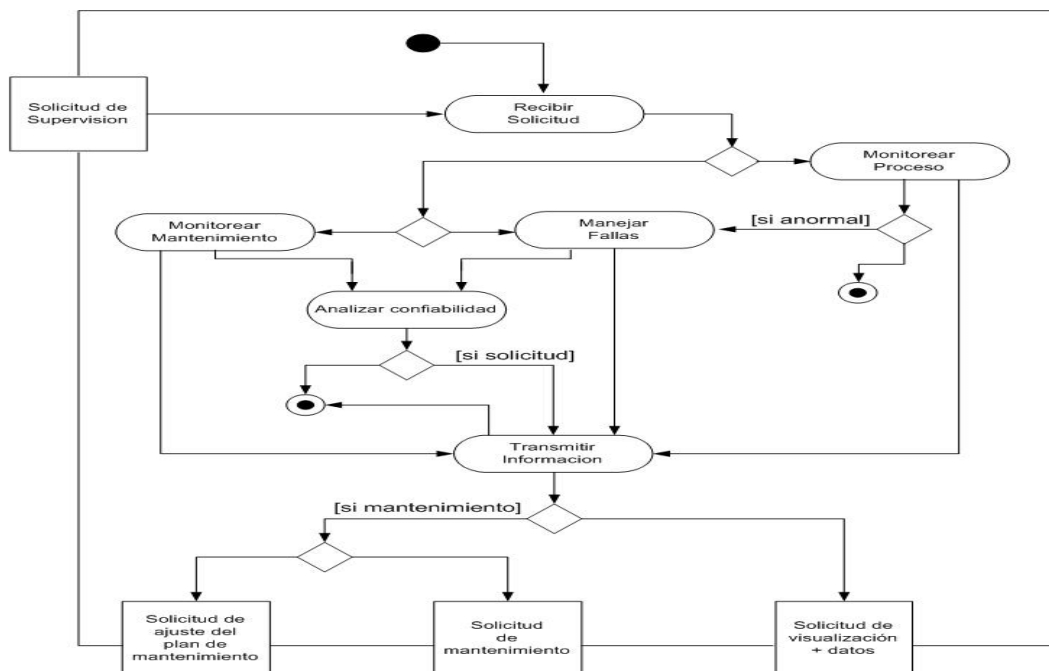 Solicitud de
Supervision
Recibir
Solicitud
Monitorear
Proceso
Monitorear
Mantenimiento
Manejar
Fallas
[si anormal]
Analizar confiabilidad
[si solicitud]
Transmitir
Informacion
[si mantenimiento]
Solicitud de
ajuste del
plan de
mantenimiento
Solicitud
de
mantenimiento
Solicitud de
visualización
+ datos